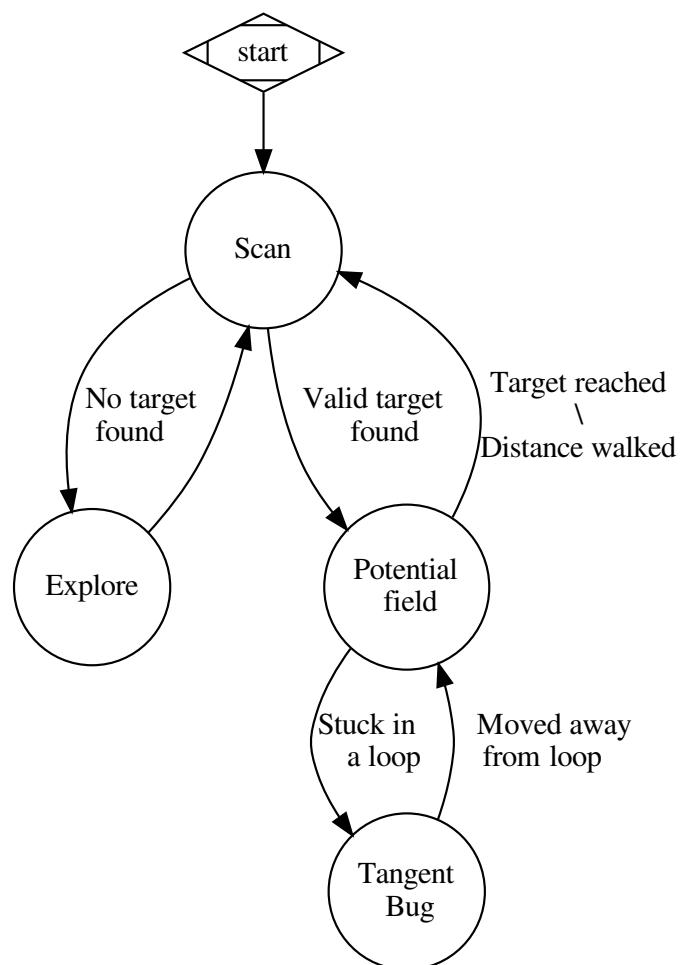 start
Scan
No target
found
Valid target
found
Target reached
\
Distance walked
Explore
Potential
field
Stuck in
a loop
Moved away
from loop
Tangent
Bug